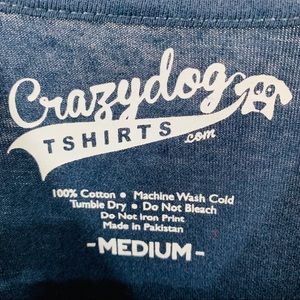 Crazydog
TSHIRTS
.com
100% Cotton • Machine Wash Cold
Tumble Dry • Do Not Bleach
Do Not Iron Print
Made in Pakistan
-MEDIUM-